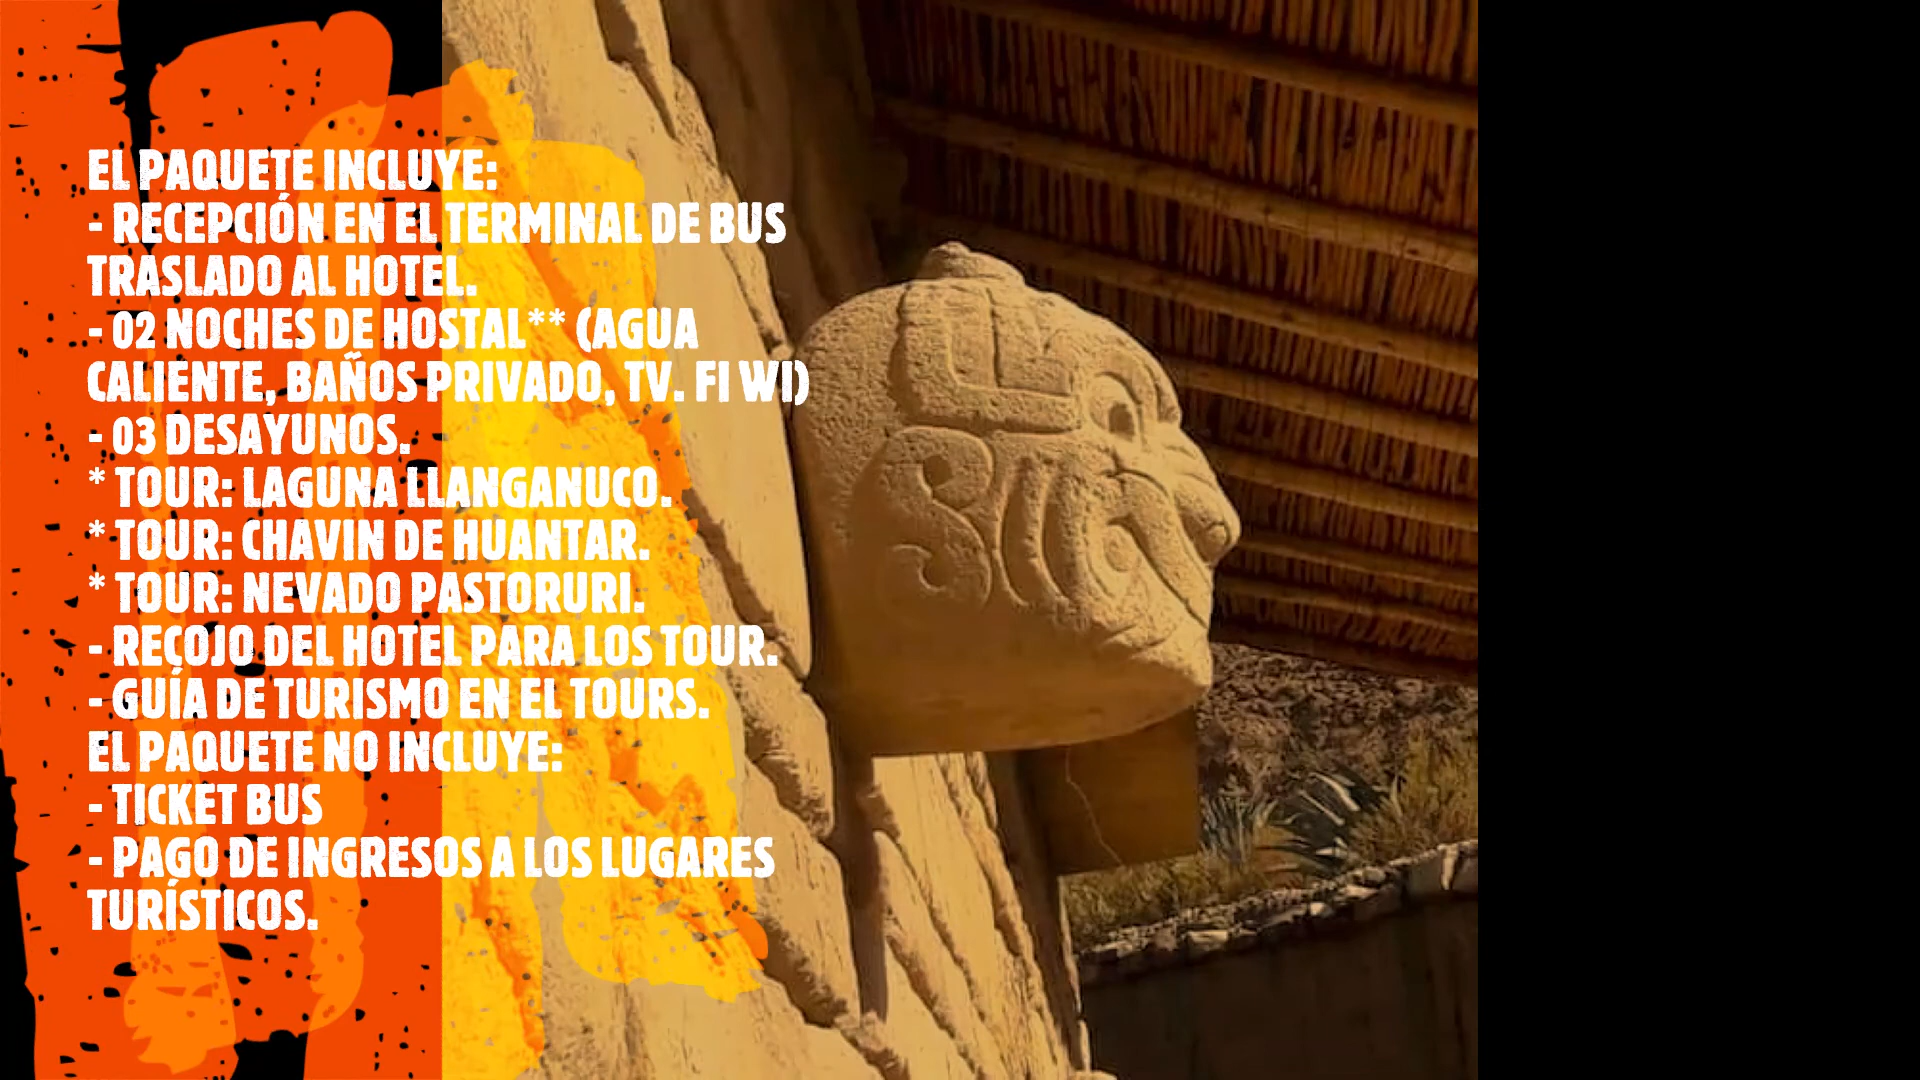 EL PAQUETE INCLUYE:
- RECEPCIÓN EN EL TERMINAL DE BUS
TRASLADO AL HOTEL.
- 02 NOCHES DE HOSTAL** (AGUA
CALIENTE, BAÑOS PRIVADO, TV. FI WI)
- 03 DESAYUNOS.
* TOUR: LAGUNA LLANGANUCO.
* TOUR: CHAVIN DE HUANTAR.
* TOUR: NEVADO PASTORURI.
- RECOJO DEL HOTEL PARA LOS TOUR.
- GUÍA DE TURISMO EN EL TOURS.
EL PAQUETE NO INCLUYE:
- TICKET BUS
- PAGO DE INGRESOS A LOS LUGARES
TURÍSTICOS.